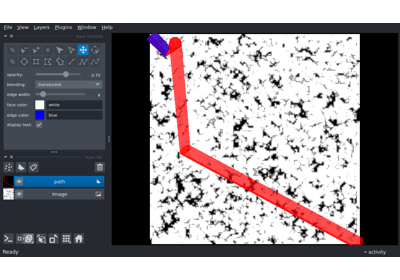 File View Layers Plugins Window Help
opacity: 0.70
blending: translucent
edge width:
face color: white
edge color: blue
display text:
path
Image
Ready
activity